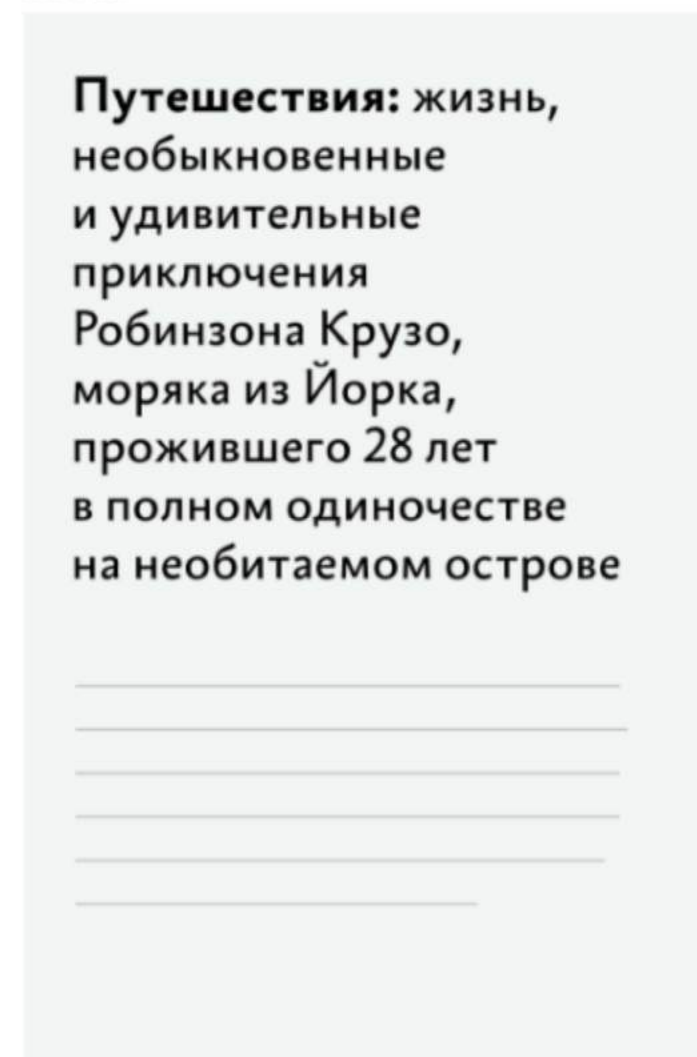 Путешествия: жизнь,
необыкновенные
и удивительные
приключения
Робинзона Крузо,
моряка из Йорка,
прожившего 28 лет
в полном одиночестве
на необитаемом острове